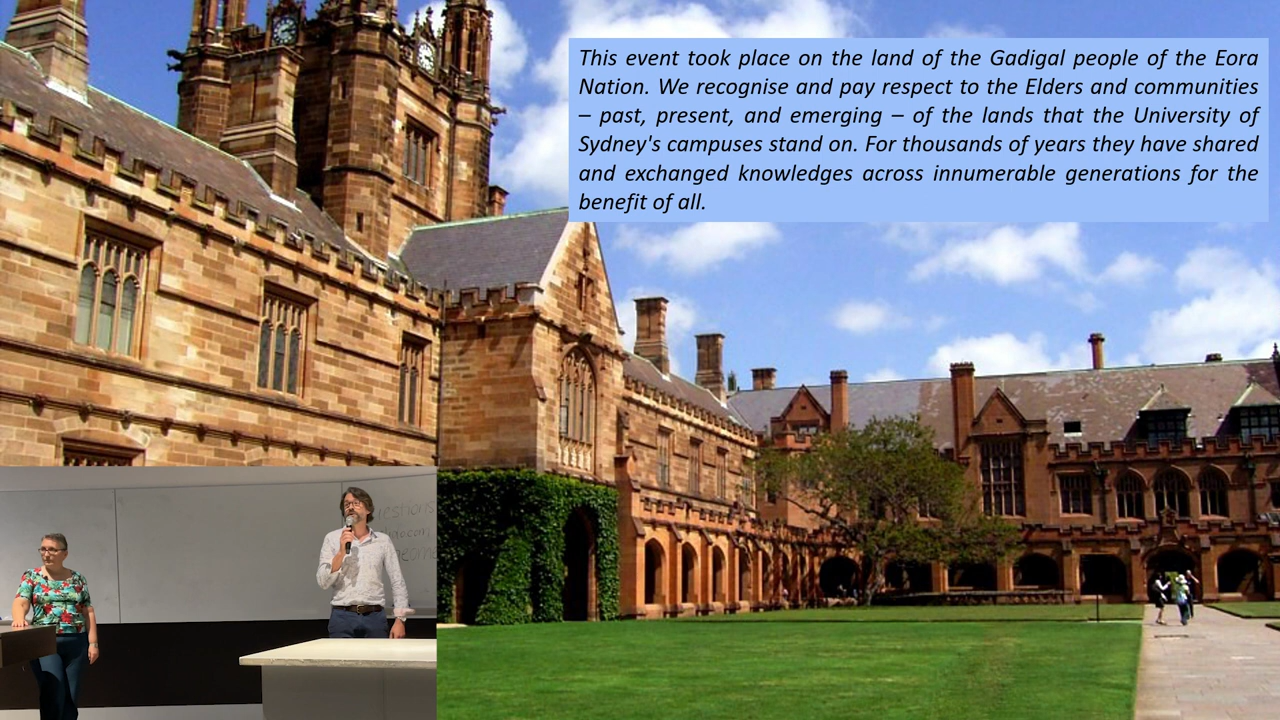 This event took place on the land of the Gadigal people of the Eora
Nation. We recognise and pay respect to the Elders and communities
– past, present, and emerging – of the lands that the University of
Sydney's campuses stand on. For thousands of years they have shared
and exchanged knowledges across innumerable generations for the
benefit of all.